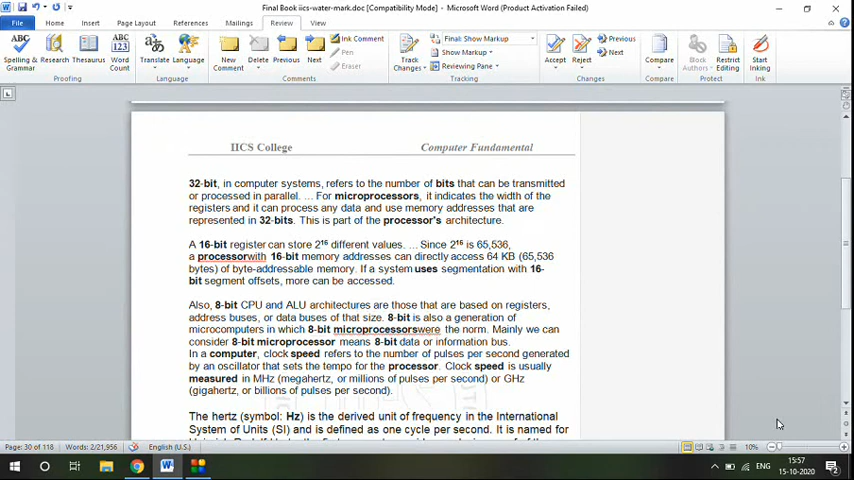 Final Book iics-water-mark.doc [Compatibility Mode] - Microsoft Word (Product Activation Failed)
File Home Insert Page Layout References Mailings Review View
Spelling & Grammar Research Thesaurus Word Count
Proofing
Translate Language
Language
New Comment Delete Previous Next
Ink Comment
Pen
Eraser
Comments
Track Changes
Final: Show Markup
Show Markup
Reviewing Pane
Tracking
Accept Reject
Previous
Next
Changes
Compare
Compare
Block Authors Restrict Editing
Protect
Start Inking
Ink
IICS College Computer Fundamental
32-bit, in computer systems, refers to the number of bits that can be transmitted
or processed in parallel. ... For microprocessors, it indicates the width of the
registers and it can process any data and use memory addresses that are
represented in 32-bits. This is part of the processor's architecture.
A 16-bit register can store 2¹⁶ different values. ... Since 2¹⁶ is 65,536,
a processorwith 16-bit memory addresses can directly access 64 KB (65,536
bytes) of byte-addressable memory. If a system uses segmentation with 16-
bit segment offsets, more can be accessed.
Also, 8-bit CPU and ALU architectures are those that are based on registers,
address buses, or data buses of that size. 8-bit is also a generation of
microcomputers in which 8-bit microprocessorswere the norm. Mainly we can
consider 8-bit microprocessor means 8-bit data or information bus.
In a computer, clock speed refers to the number of pulses per second generated
by an oscillator that sets the tempo for the processor. Clock speed is usually
measured in MHz (megahertz, or millions of pulses per second) or GHz
(gigahertz, or billions of pulses per second).
The hertz (symbol: Hz) is the derived unit of frequency in the International
System of Units (SI) and is defined as one cycle per second. It is named for
Page: 30 of 118 Words: 2/21,956 English (U.S.) 10%
ENG 15:57
15-10-2020